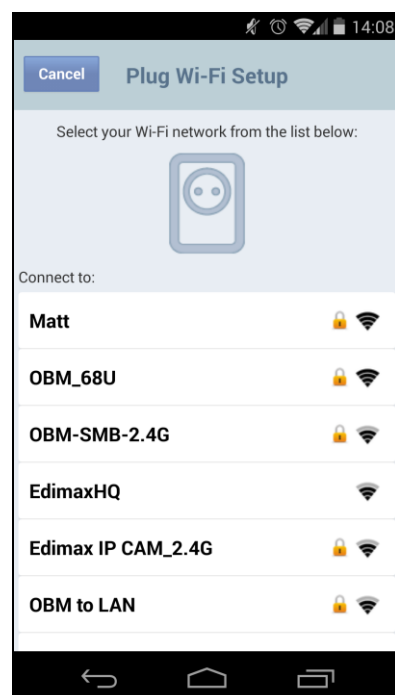 14:08
Cancel
Plug Wi-Fi Setup
Select your Wi-Fi network from the list below:
Connect to:
Matt
OBM_68U
OBM-SMB-2.4G
EdimaxHQ
Edimax IP CAM_2.4G
OBM to LAN